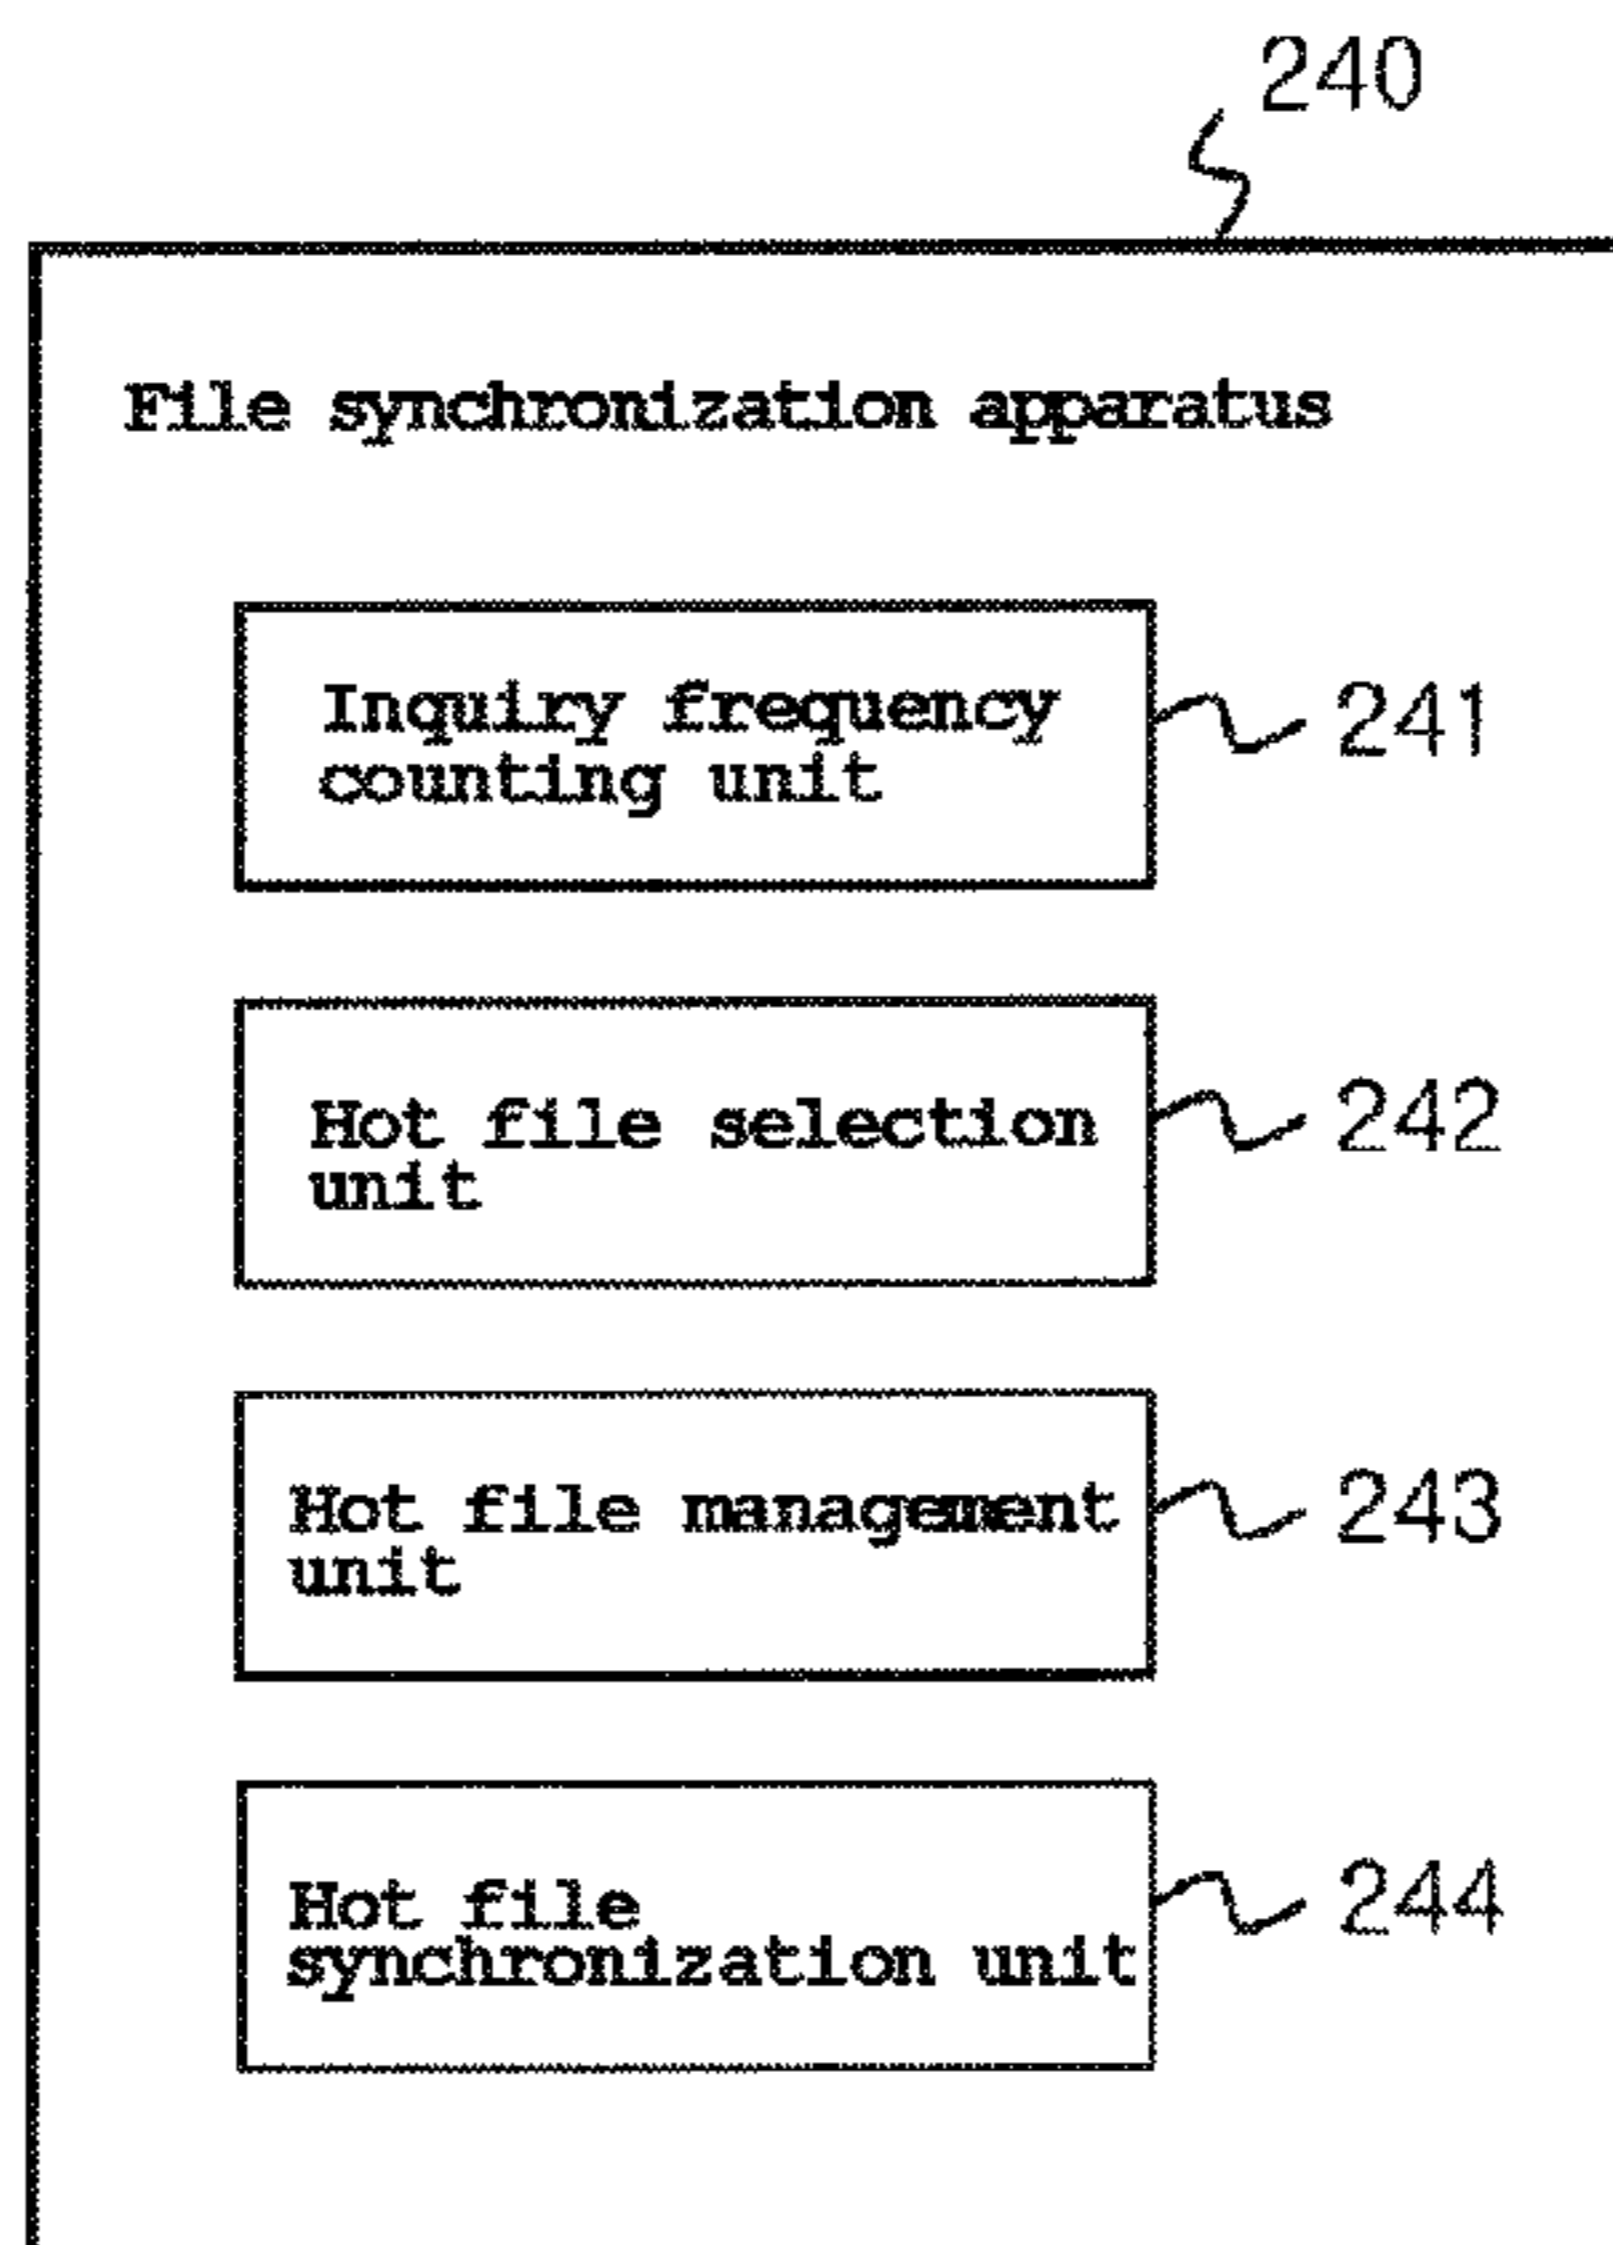 240
File synchronization apparatus
Inquiry frequency
counting unit
241
Hot file selection
unit
242
Hot file management
unit
243
Hot file
synchronization unit
244